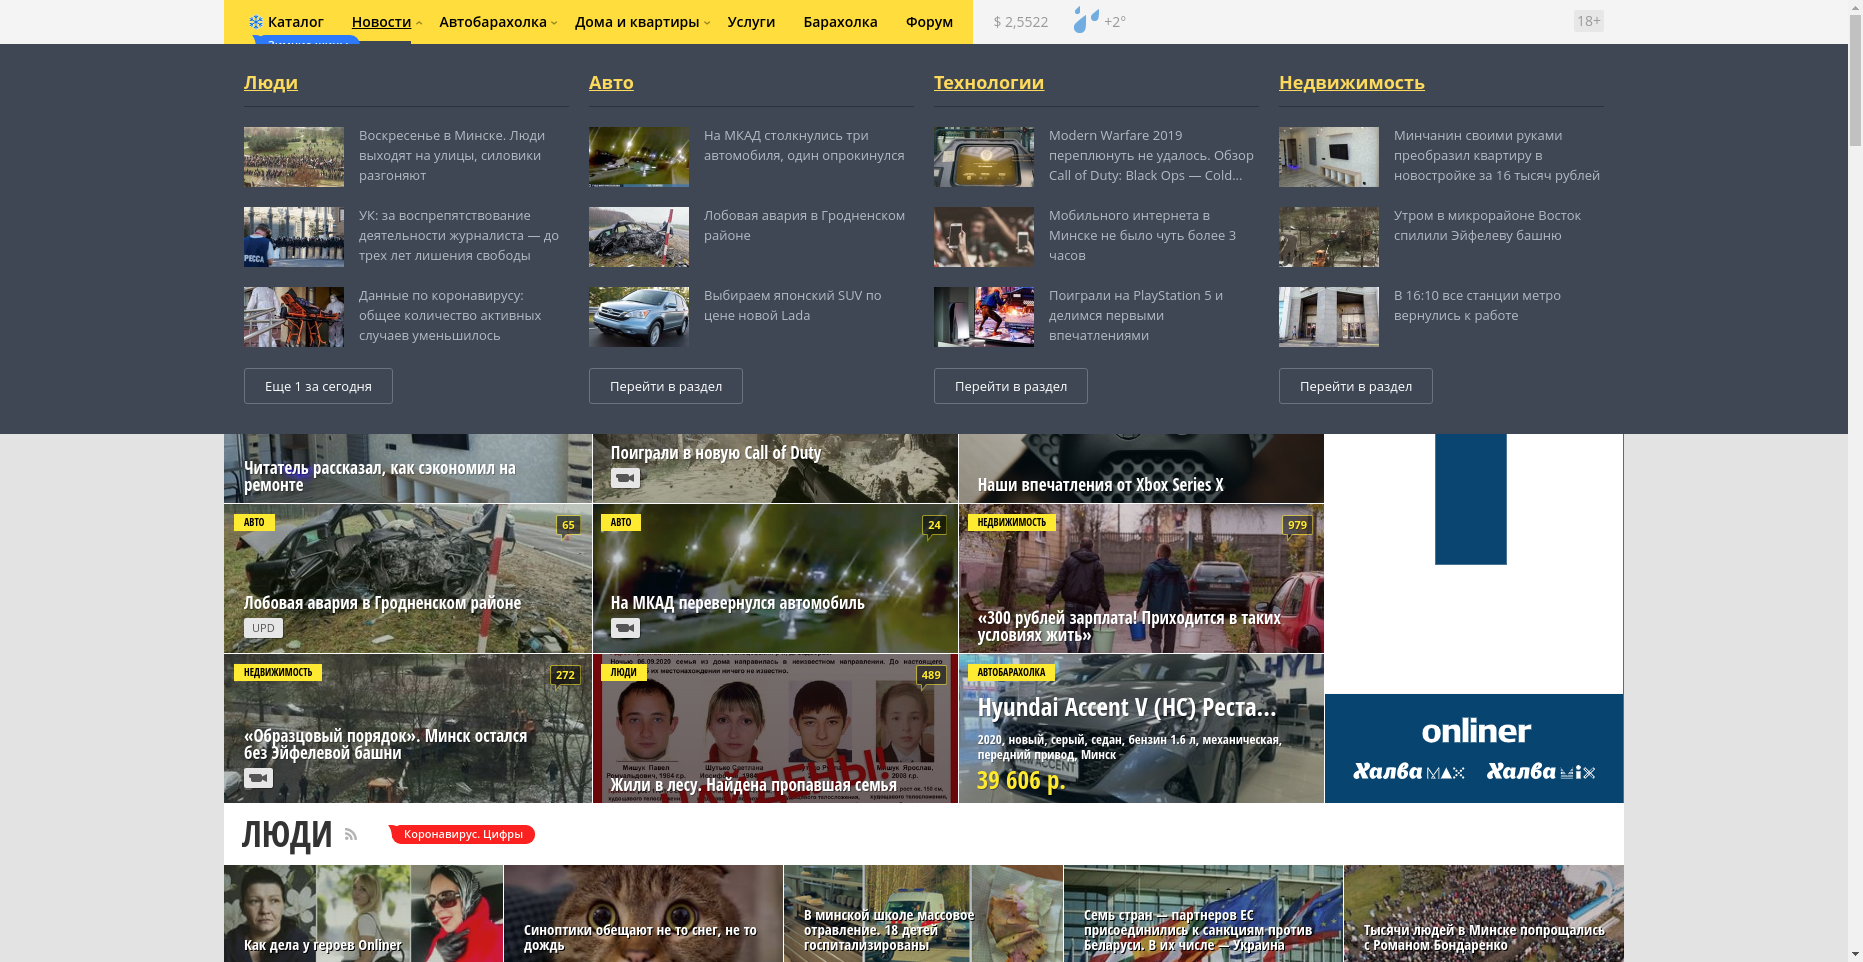 Каталог
Новости
Автобарахолка
Дома и квартиры
Услуги
Барахолка
Форум
$ 2,5522
+2°
18+
Люди
Воскресенье в Минске. Люди
выходят на улицы, силовики
разгоняют
УК: за воспрепятствование
деятельности журналиста — до
трех лет лишения свободы
Данные по коронавирусу:
общее количество активных
случаев уменьшилось
Еще 1 за сегодня
Авто
На МКАД столкнулись три
автомобиля, один опрокинулся
Лобовая авария в Гродненском
районе
Выбираем японский SUV по
цене новой Lada
Перейти в раздел
Технологии
Modern Warfare 2019
переплюнуть не удалось. Обзор
Call of Duty: Black Ops — Cold...
Мобильного интернета в
Минске не было чуть более 3
часов
Поиграли на PlayStation 5 и
делимся первыми
впечатлениями
Перейти в раздел
Недвижимость
Минчанин своими руками
преобразил квартиру в
новостройке за 16 тысяч рублей
Утром в микрорайоне Восток
спилили Эйфелеву башню
В 16:10 все станции метро
вернулись к работе
Перейти в раздел
Читатель рассказал, как сэкономил на
ремонте
Поиграли в новую Call of Duty
Наши впечатления от Xbox Series X
АВТО
65
Лобовая авария в Гродненском районе
UPD
АВТО
24
На МКАД перевернулся автомобиль
НЕДВИЖИМОСТЬ
979
«300 рублей зарплата! Приходится в таких
условиях жить»
НЕДВИЖИМОСТЬ
272
«Образцовый порядок». Минск остался
без Эйфелевой башни
ЛЮДИ
489
Жили в лесу. Найдена пропавшая семья
АВТОБАРАХОЛКА
Hyundai Accent V (HC) Реста...
2020, новый, серый, седан, бензин 1.6 л, механическая,
передний привод, Минск
39 606 р.
onliner
Халва MAX
Халва MIX
ЛЮДИ
Коронавирус. Цифры
Как дела у героев Onliner
Синоптики обещают не то снег, не то
дождь
В минской школе массовое
отравление. 18 детей
госпитализированы
Семь стран — партнеров ЕС
присоединились к санкциям против
Беларуси. В их числе — Украина
Тысячи людей в Минске попрощались
с Романом Бондаренко